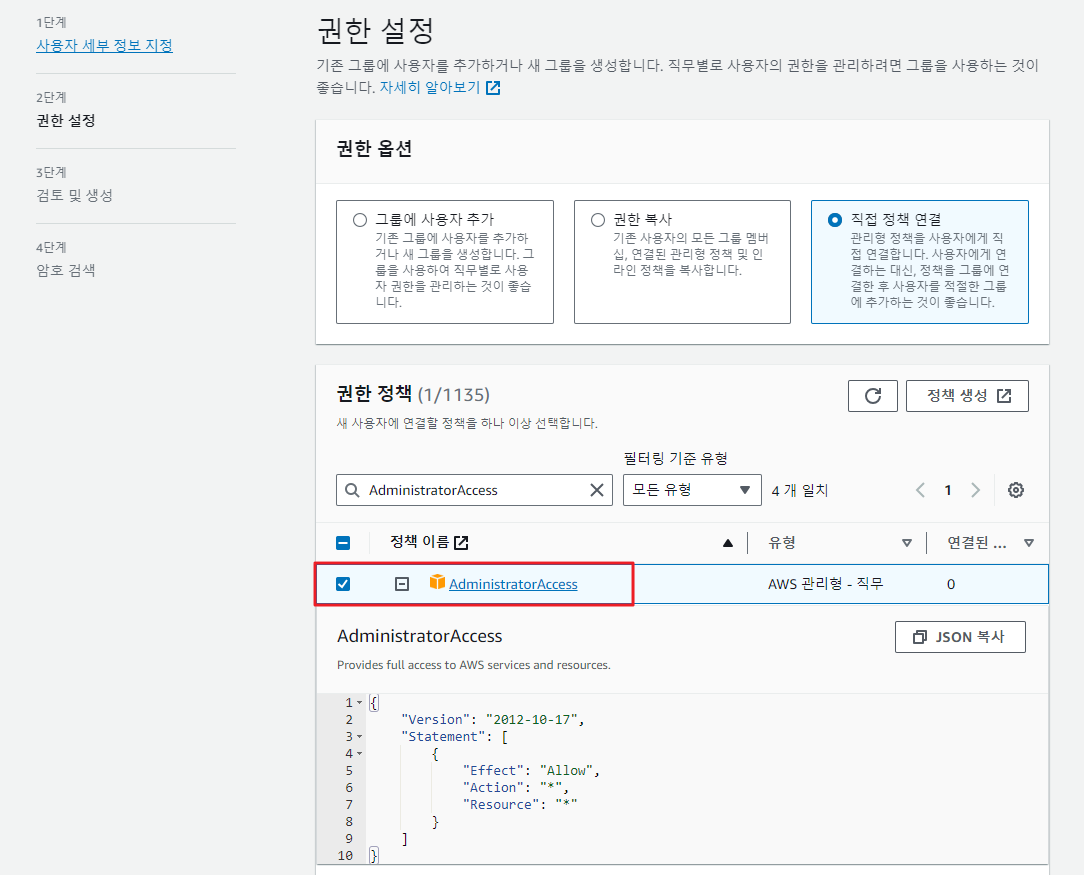 1단계
사용자 세부 정보 지정
2단계
권한 설정
3단계
검토 및 생성
4단계
암호 검색
권한 설정
기존 그룹에 사용자를 추가하거나 새 그룹을 생성합니다. 직무별로 사용자의 권한을 관리하려면 그룹을 사용하는 것이
좋습니다. 자세히 알아보기
권한 옵션
그룹에 사용자 추가
기존 그룹에 사용자를 추가하
거나 새 그룹을 생성합니다. 그
룹을 사용하여 직무별로 사용
자 권한을 관리하는 것이 좋습
니다.
권한 복사
기존 사용자의 모든 그룹 멤버
십, 연결된 관리형 정책 및 인
라인 정책을 복사합니다.
직접 정책 연결
관리형 정책을 사용자에게 직
접 연결합니다. 사용자에게 연
결하는 대신, 정책을 그룹에 연
결한 후 사용자를 적절한 그룹
에 추가하는 것이 좋습니다.
권한 정책 (1/1135)
정책 생성
새 사용자에 연결할 정책을 하나 이상 선택합니다.
필터링 기준 유형
AdministratorAccess
모든 유형
4 개 일치
1
정책 이름
유형
연결된 ...
AdministratorAccess
AWS 관리형 - 직무
0
AdministratorAccess
JSON 복사
Provides full access to AWS services and resources.
1 {
2 "Version": "2012-10-17",
3 "Statement": [
4 {
5 "Effect": "Allow",
6 "Action": "*",
7 "Resource": "*"
8 }
9 ]
10 }